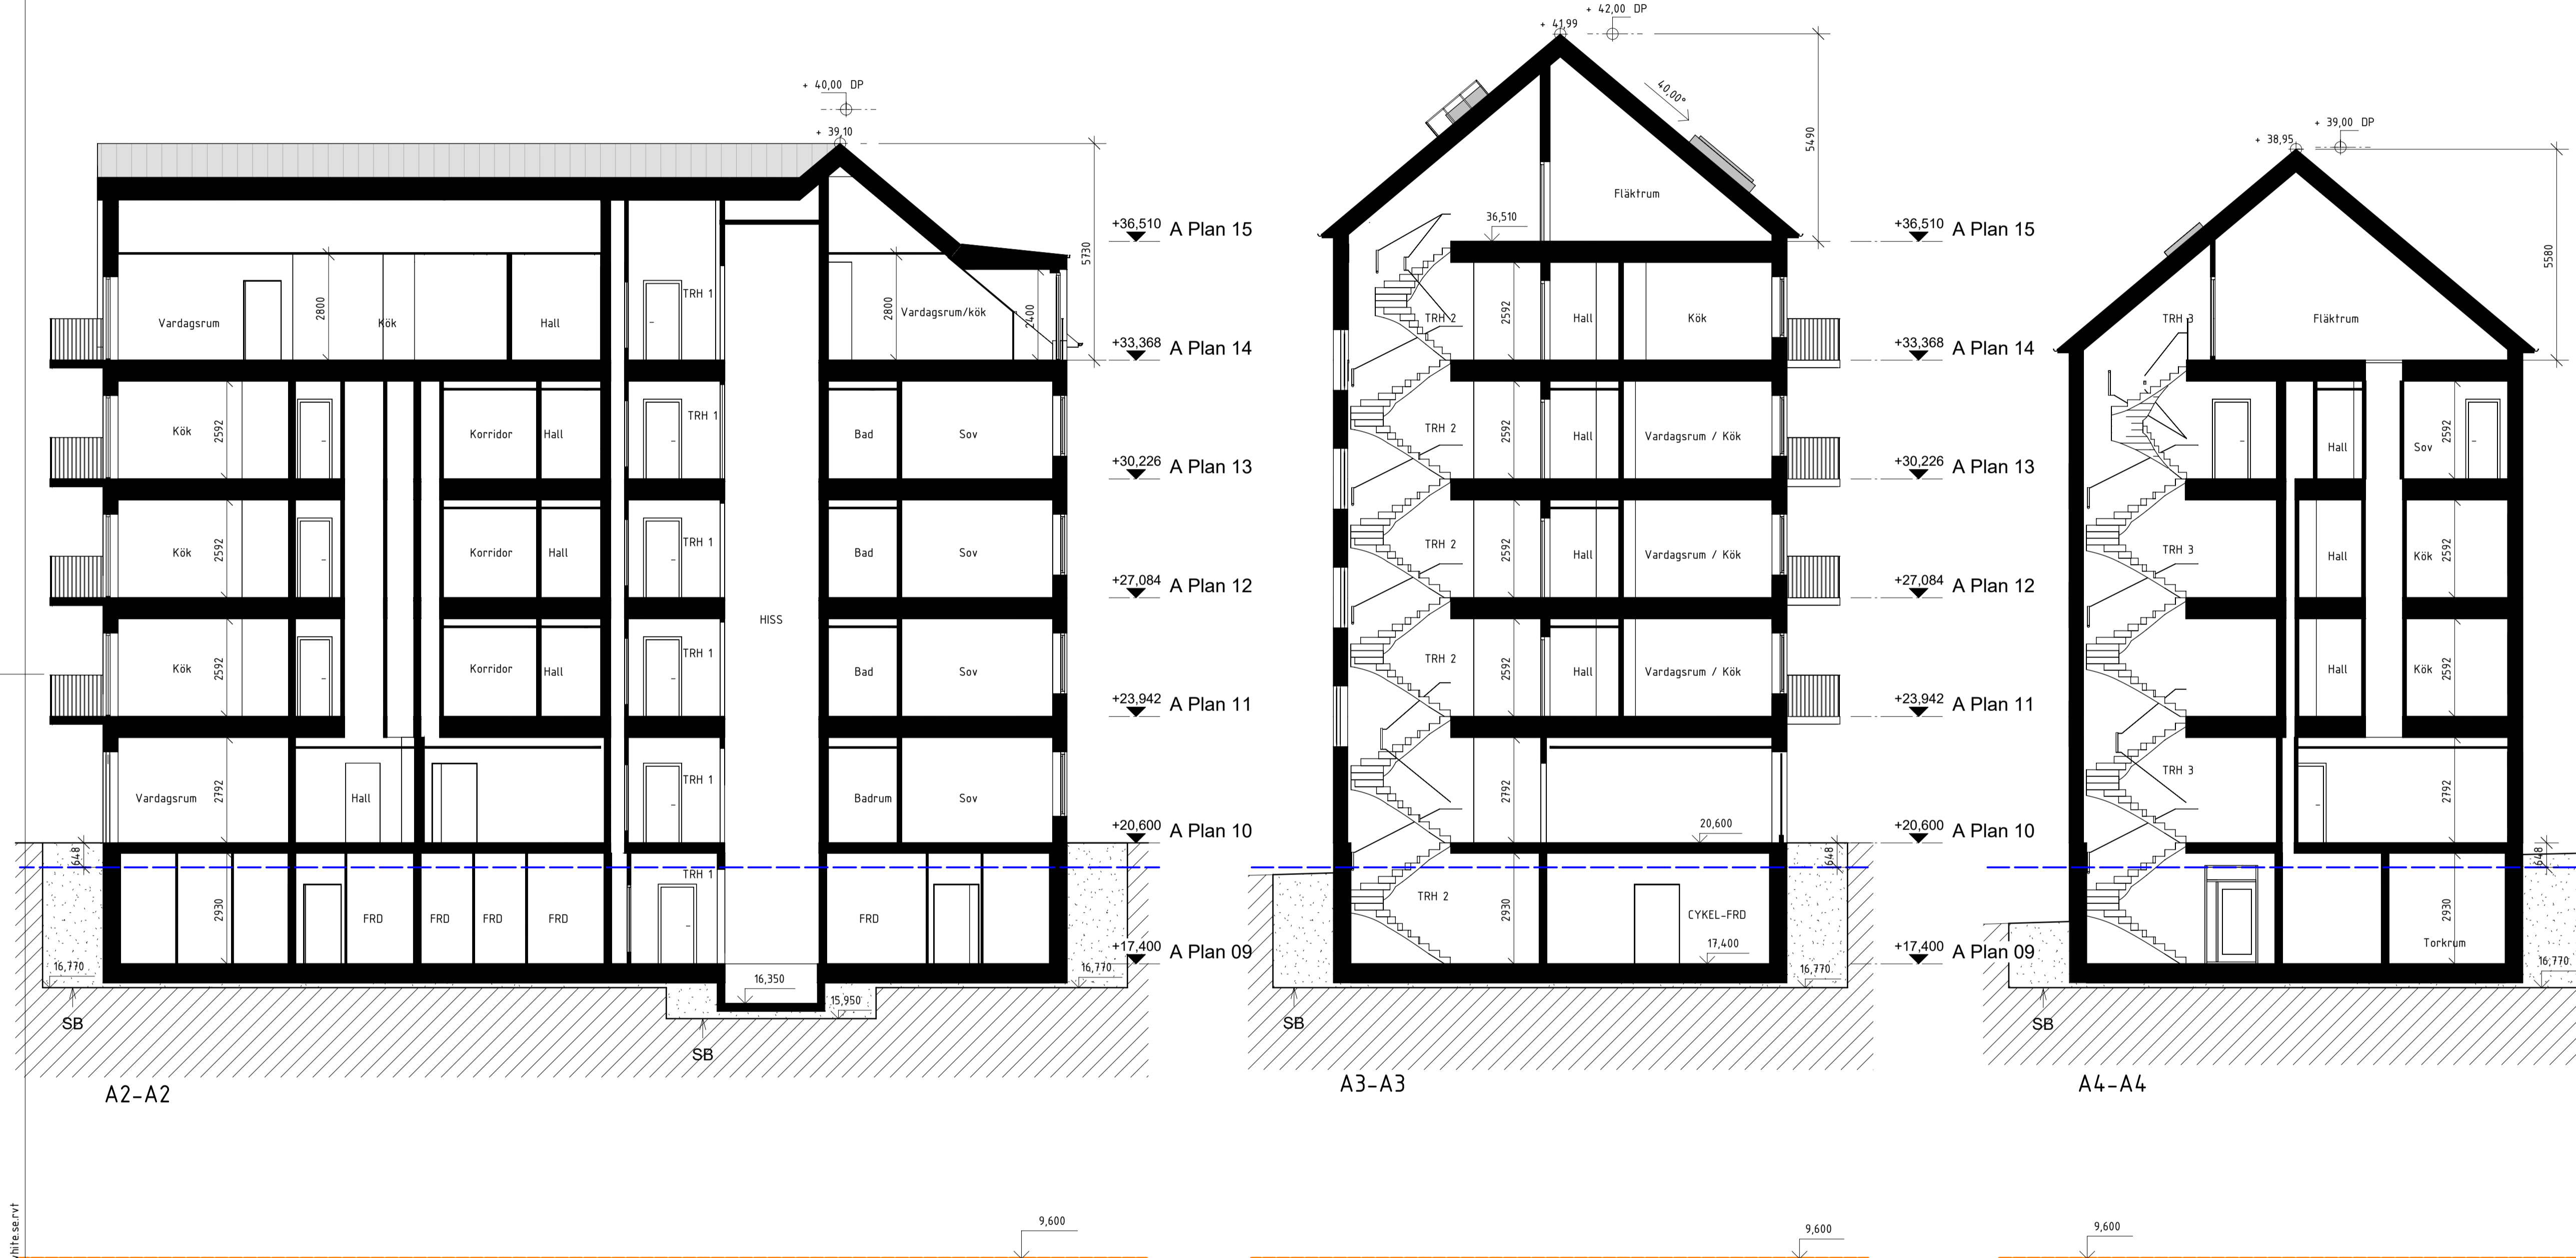 + 40,00 DP
+ 39,10
5730
Vardagsrum
2800
Kök
Hall
TRH 1
2800
Vardagsrum/kök
2400
Kök
2592
Korridor
Hall
TRH 1
Bad
Sov
Kök
2592
Korridor
Hall
TRH 1
Bad
Sov
HISS
Kök
2592
Korridor
Hall
TRH 1
Bad
Sov
Vardagsrum
2792
Hall
TRH 1
Badrum
Sov
648
2930
FRD
FRD
FRD
FRD
TRH 1
FRD
16,770
16,350
15,950
16,770
SB
SB
A2-A2
+36,510 A Plan 15
+33,368 A Plan 14
+30,226 A Plan 13
+27,084 A Plan 12
+23,942 A Plan 11
+20,600 A Plan 10
+17,400 A Plan 09
+ 42,00 DP
+ 41,99
40,00°
5490
Fläktrum
36,510
TRH 2
2592
Hall
Kök
TRH 2
2592
Hall
Vardagsrum / Kök
TRH 2
2592
Hall
Vardagsrum / Kök
TRH 2
2592
Hall
Vardagsrum / Kök
2792
20,600
648
TRH 2
2930
CYKEL-FRD
17,400
16,770
SB
A3-A3
+36,510 A Plan 15
+33,368 A Plan 14
+30,226 A Plan 13
+27,084 A Plan 12
+23,942 A Plan 11
+20,600 A Plan 10
+17,400 A Plan 09
+ 39,00 DP
+ 38,95
5580
TRH 3
Fläktrum
Hall
Sov
2592
TRH 3
Hall
Kök
2592
Hall
Kök
2592
TRH 3
2792
648
2930
Torkrum
16,770
SB
A4-A4
9,600
9,600
9,600
white.se.rvt